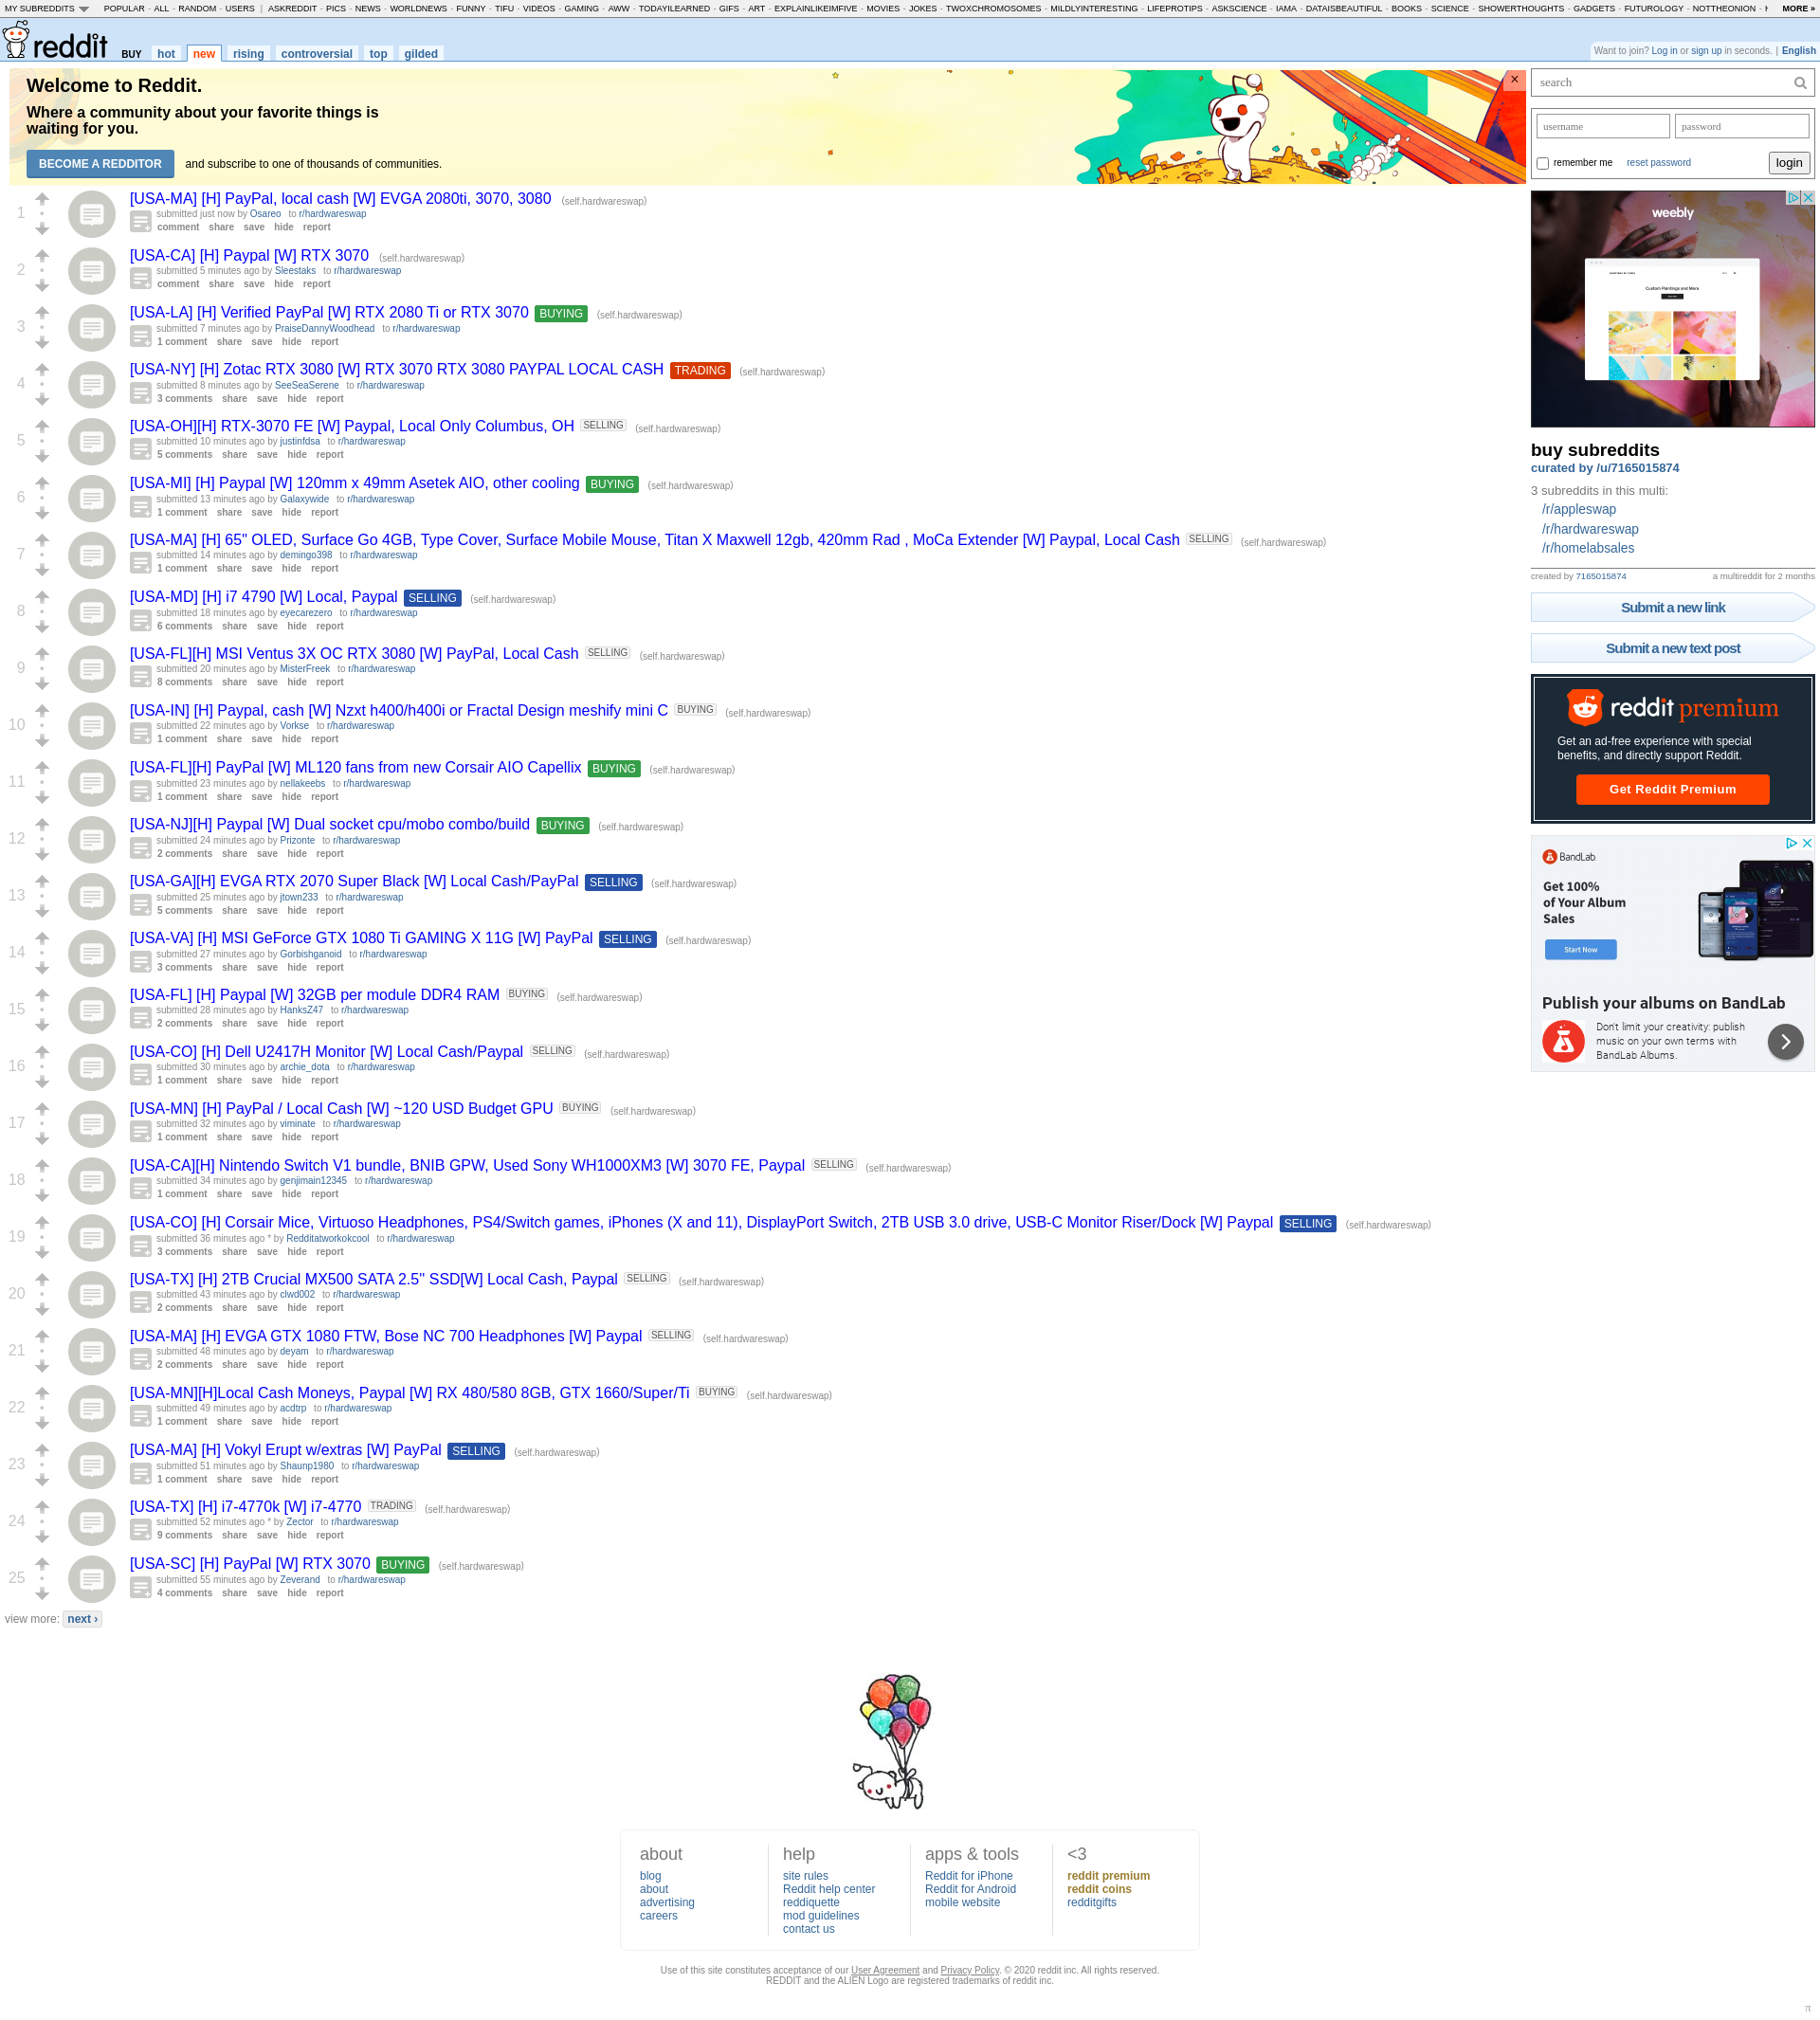 MY SUBREDDITS POPULAR - ALL - RANDOM - USERS | ASKREDDIT - PICS - NEWS - WORLDNEWS - FUNNY - TIFU - VIDEOS - GAMING - AWW - TODAYILEARNED - GIFS - ART - EXPLAINLIKEIMFIVE - MOVIES - JOKES - TWOXCHROMOSOMES - MILDLYINTERESTING - LIFEPROTIPS - ASKSCIENCE - IAMA - DATAISBEAUTIFUL - BOOKS - SCIENCE - SHOWERTHOUGHTS - GADGETS - FUTUROLOGY - NOTTHEONION - MORE »
reddit BUY hot new rising controversial top gilded
Want to join? Log in or sign up in seconds. | English
Welcome to Reddit.
Where a community about your favorite things is
waiting for you.
BECOME A REDDITOR and subscribe to one of thousands of communities.
×
1
[USA-MA] [H] PayPal, local cash [W] EVGA 2080ti, 3070, 3080 (self.hardwareswap)
submitted just now by Osareo to r/hardwareswap
comment share save hide report
2
[USA-CA] [H] Paypal [W] RTX 3070 (self.hardwareswap)
submitted 5 minutes ago by Sleestaks to r/hardwareswap
comment share save hide report
3
[USA-LA] [H] Verified PayPal [W] RTX 2080 Ti or RTX 3070 BUYING (self.hardwareswap)
submitted 7 minutes ago by PraiseDannyWoodhead to r/hardwareswap
1 comment share save hide report
4
[USA-NY] [H] Zotac RTX 3080 [W] RTX 3070 RTX 3080 PAYPAL LOCAL CASH TRADING (self.hardwareswap)
submitted 8 minutes ago by SeeSeaSerene to r/hardwareswap
3 comments share save hide report
5
[USA-OH][H] RTX-3070 FE [W] Paypal, Local Only Columbus, OH SELLING (self.hardwareswap)
submitted 10 minutes ago by justinfdsa to r/hardwareswap
5 comments share save hide report
6
[USA-MI] [H] Paypal [W] 120mm x 49mm Asetek AIO, other cooling BUYING (self.hardwareswap)
submitted 13 minutes ago by Galaxywide to r/hardwareswap
1 comment share save hide report
7
[USA-MA] [H] 65" OLED, Surface Go 4GB, Type Cover, Surface Mobile Mouse, Titan X Maxwell 12gb, 420mm Rad , MoCa Extender [W] Paypal, Local Cash SELLING (self.hardwareswap)
submitted 14 minutes ago by demingo398 to r/hardwareswap
1 comment share save hide report
8
[USA-MD] [H] i7 4790 [W] Local, Paypal SELLING (self.hardwareswap)
submitted 18 minutes ago by eyecarezero to r/hardwareswap
6 comments share save hide report
9
[USA-FL][H] MSI Ventus 3X OC RTX 3080 [W] PayPal, Local Cash SELLING (self.hardwareswap)
submitted 20 minutes ago by MisterFreek to r/hardwareswap
8 comments share save hide report
10
[USA-IN] [H] Paypal, cash [W] Nzxt h400/h400i or Fractal Design meshify mini C BUYING (self.hardwareswap)
submitted 22 minutes ago by Vorkse to r/hardwareswap
1 comment share save hide report
11
[USA-FL][H] PayPal [W] ML120 fans from new Corsair AIO Capellix BUYING (self.hardwareswap)
submitted 23 minutes ago by nellakeebs to r/hardwareswap
1 comment share save hide report
12
[USA-NJ][H] Paypal [W] Dual socket cpu/mobo combo/build BUYING (self.hardwareswap)
submitted 24 minutes ago by Prizonte to r/hardwareswap
2 comments share save hide report
13
[USA-GA][H] EVGA RTX 2070 Super Black [W] Local Cash/PayPal SELLING (self.hardwareswap)
submitted 25 minutes ago by jtown233 to r/hardwareswap
5 comments share save hide report
14
[USA-VA] [H] MSI GeForce GTX 1080 Ti GAMING X 11G [W] PayPal SELLING (self.hardwareswap)
submitted 27 minutes ago by Gorbishganoid to r/hardwareswap
3 comments share save hide report
15
[USA-FL] [H] Paypal [W] 32GB per module DDR4 RAM BUYING (self.hardwareswap)
submitted 28 minutes ago by HanksZ47 to r/hardwareswap
2 comments share save hide report
16
[USA-CO] [H] Dell U2417H Monitor [W] Local Cash/Paypal SELLING (self.hardwareswap)
submitted 30 minutes ago by archie_dota to r/hardwareswap
1 comment share save hide report
17
[USA-MN] [H] PayPal / Local Cash [W] ~120 USD Budget GPU BUYING (self.hardwareswap)
submitted 32 minutes ago by viminate to r/hardwareswap
1 comment share save hide report
18
[USA-CA][H] Nintendo Switch V1 bundle, BNIB GPW, Used Sony WH1000XM3 [W] 3070 FE, Paypal SELLING (self.hardwareswap)
submitted 34 minutes ago by genjimain12345 to r/hardwareswap
1 comment share save hide report
19
[USA-CO] [H] Corsair Mice, Virtuoso Headphones, PS4/Switch games, iPhones (X and 11), DisplayPort Switch, 2TB USB 3.0 drive, USB-C Monitor Riser/Dock [W] Paypal SELLING (self.hardwareswap)
submitted 36 minutes ago * by Redditatworkokcool to r/hardwareswap
3 comments share save hide report
20
[USA-TX] [H] 2TB Crucial MX500 SATA 2.5" SSD[W] Local Cash, Paypal SELLING (self.hardwareswap)
submitted 43 minutes ago by clwd002 to r/hardwareswap
2 comments share save hide report
21
[USA-MA] [H] EVGA GTX 1080 FTW, Bose NC 700 Headphones [W] Paypal SELLING (self.hardwareswap)
submitted 48 minutes ago by deyam to r/hardwareswap
2 comments share save hide report
22
[USA-MN][H]Local Cash Moneys, Paypal [W] RX 480/580 8GB, GTX 1660/Super/Ti BUYING (self.hardwareswap)
submitted 49 minutes ago by acdtrp to r/hardwareswap
1 comment share save hide report
23
[USA-MA] [H] Vokyl Erupt w/extras [W] PayPal SELLING (self.hardwareswap)
submitted 51 minutes ago by Shaunp1980 to r/hardwareswap
1 comment share save hide report
24
[USA-TX] [H] i7-4770k [W] i7-4770 TRADING (self.hardwareswap)
submitted 52 minutes ago * by Zector to r/hardwareswap
9 comments share save hide report
25
[USA-SC] [H] PayPal [W] RTX 3070 BUYING (self.hardwareswap)
submitted 55 minutes ago by Zeverand to r/hardwareswap
4 comments share save hide report
view more: next ›
search
username password
remember me reset password login
weebly
Custom Paintings and More
buy subreddits
curated by /u/7165015874
3 subreddits in this multi:
/r/appleswap
/r/hardwareswap
/r/homelabsales
created by 7165015874 a multireddit for 2 months
Submit a new link
Submit a new text post
reddit premium
Get an ad-free experience with special
benefits, and directly support Reddit.
Get Reddit Premium
BandLab
Get 100%
of Your Album
Sales
Start Now
Publish your albums on BandLab
Don't limit your creativity: publish
music on your own terms with
BandLab Albums.
about
blog
about
advertising
careers
help
site rules
Reddit help center
reddiquette
mod guidelines
contact us
apps & tools
Reddit for iPhone
Reddit for Android
mobile website
<3
reddit premium
reddit coins
redditgifts
Use of this site constitutes acceptance of our User Agreement and Privacy Policy. © 2020 reddit inc. All rights reserved.
REDDIT and the ALIEN Logo are registered trademarks of reddit inc.
π